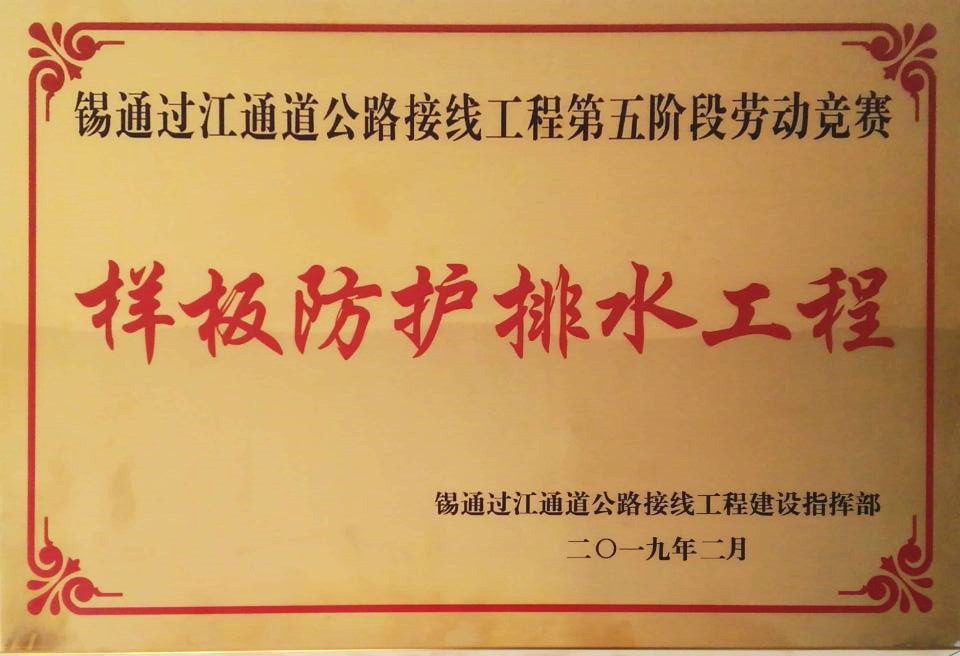 锡通过江通道公路接线工程第五阶段劳动竞赛
样板防护排水工程
锡通过江通道公路接线工程建设指挥部
二〇一九年二月